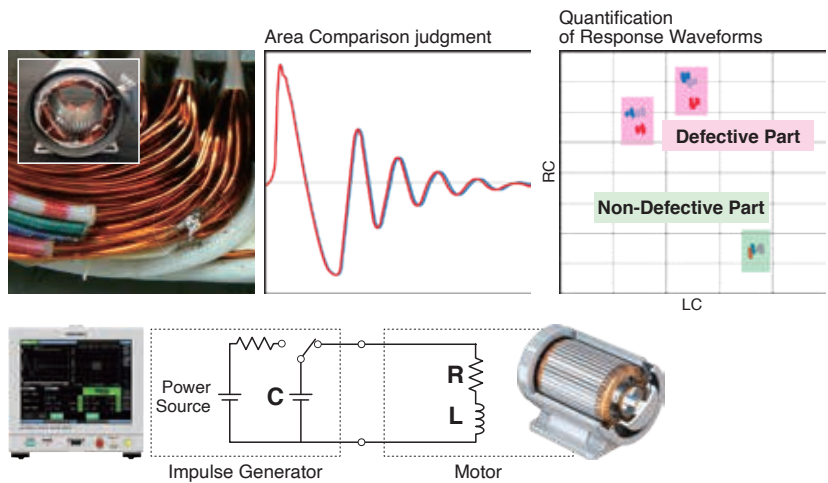 Area Comparison judgment
Quantification
of Response Waveforms
Defective Part
Non-Defective Part
RC
LC
Power
Source
C
R
L
Impulse Generator
Motor